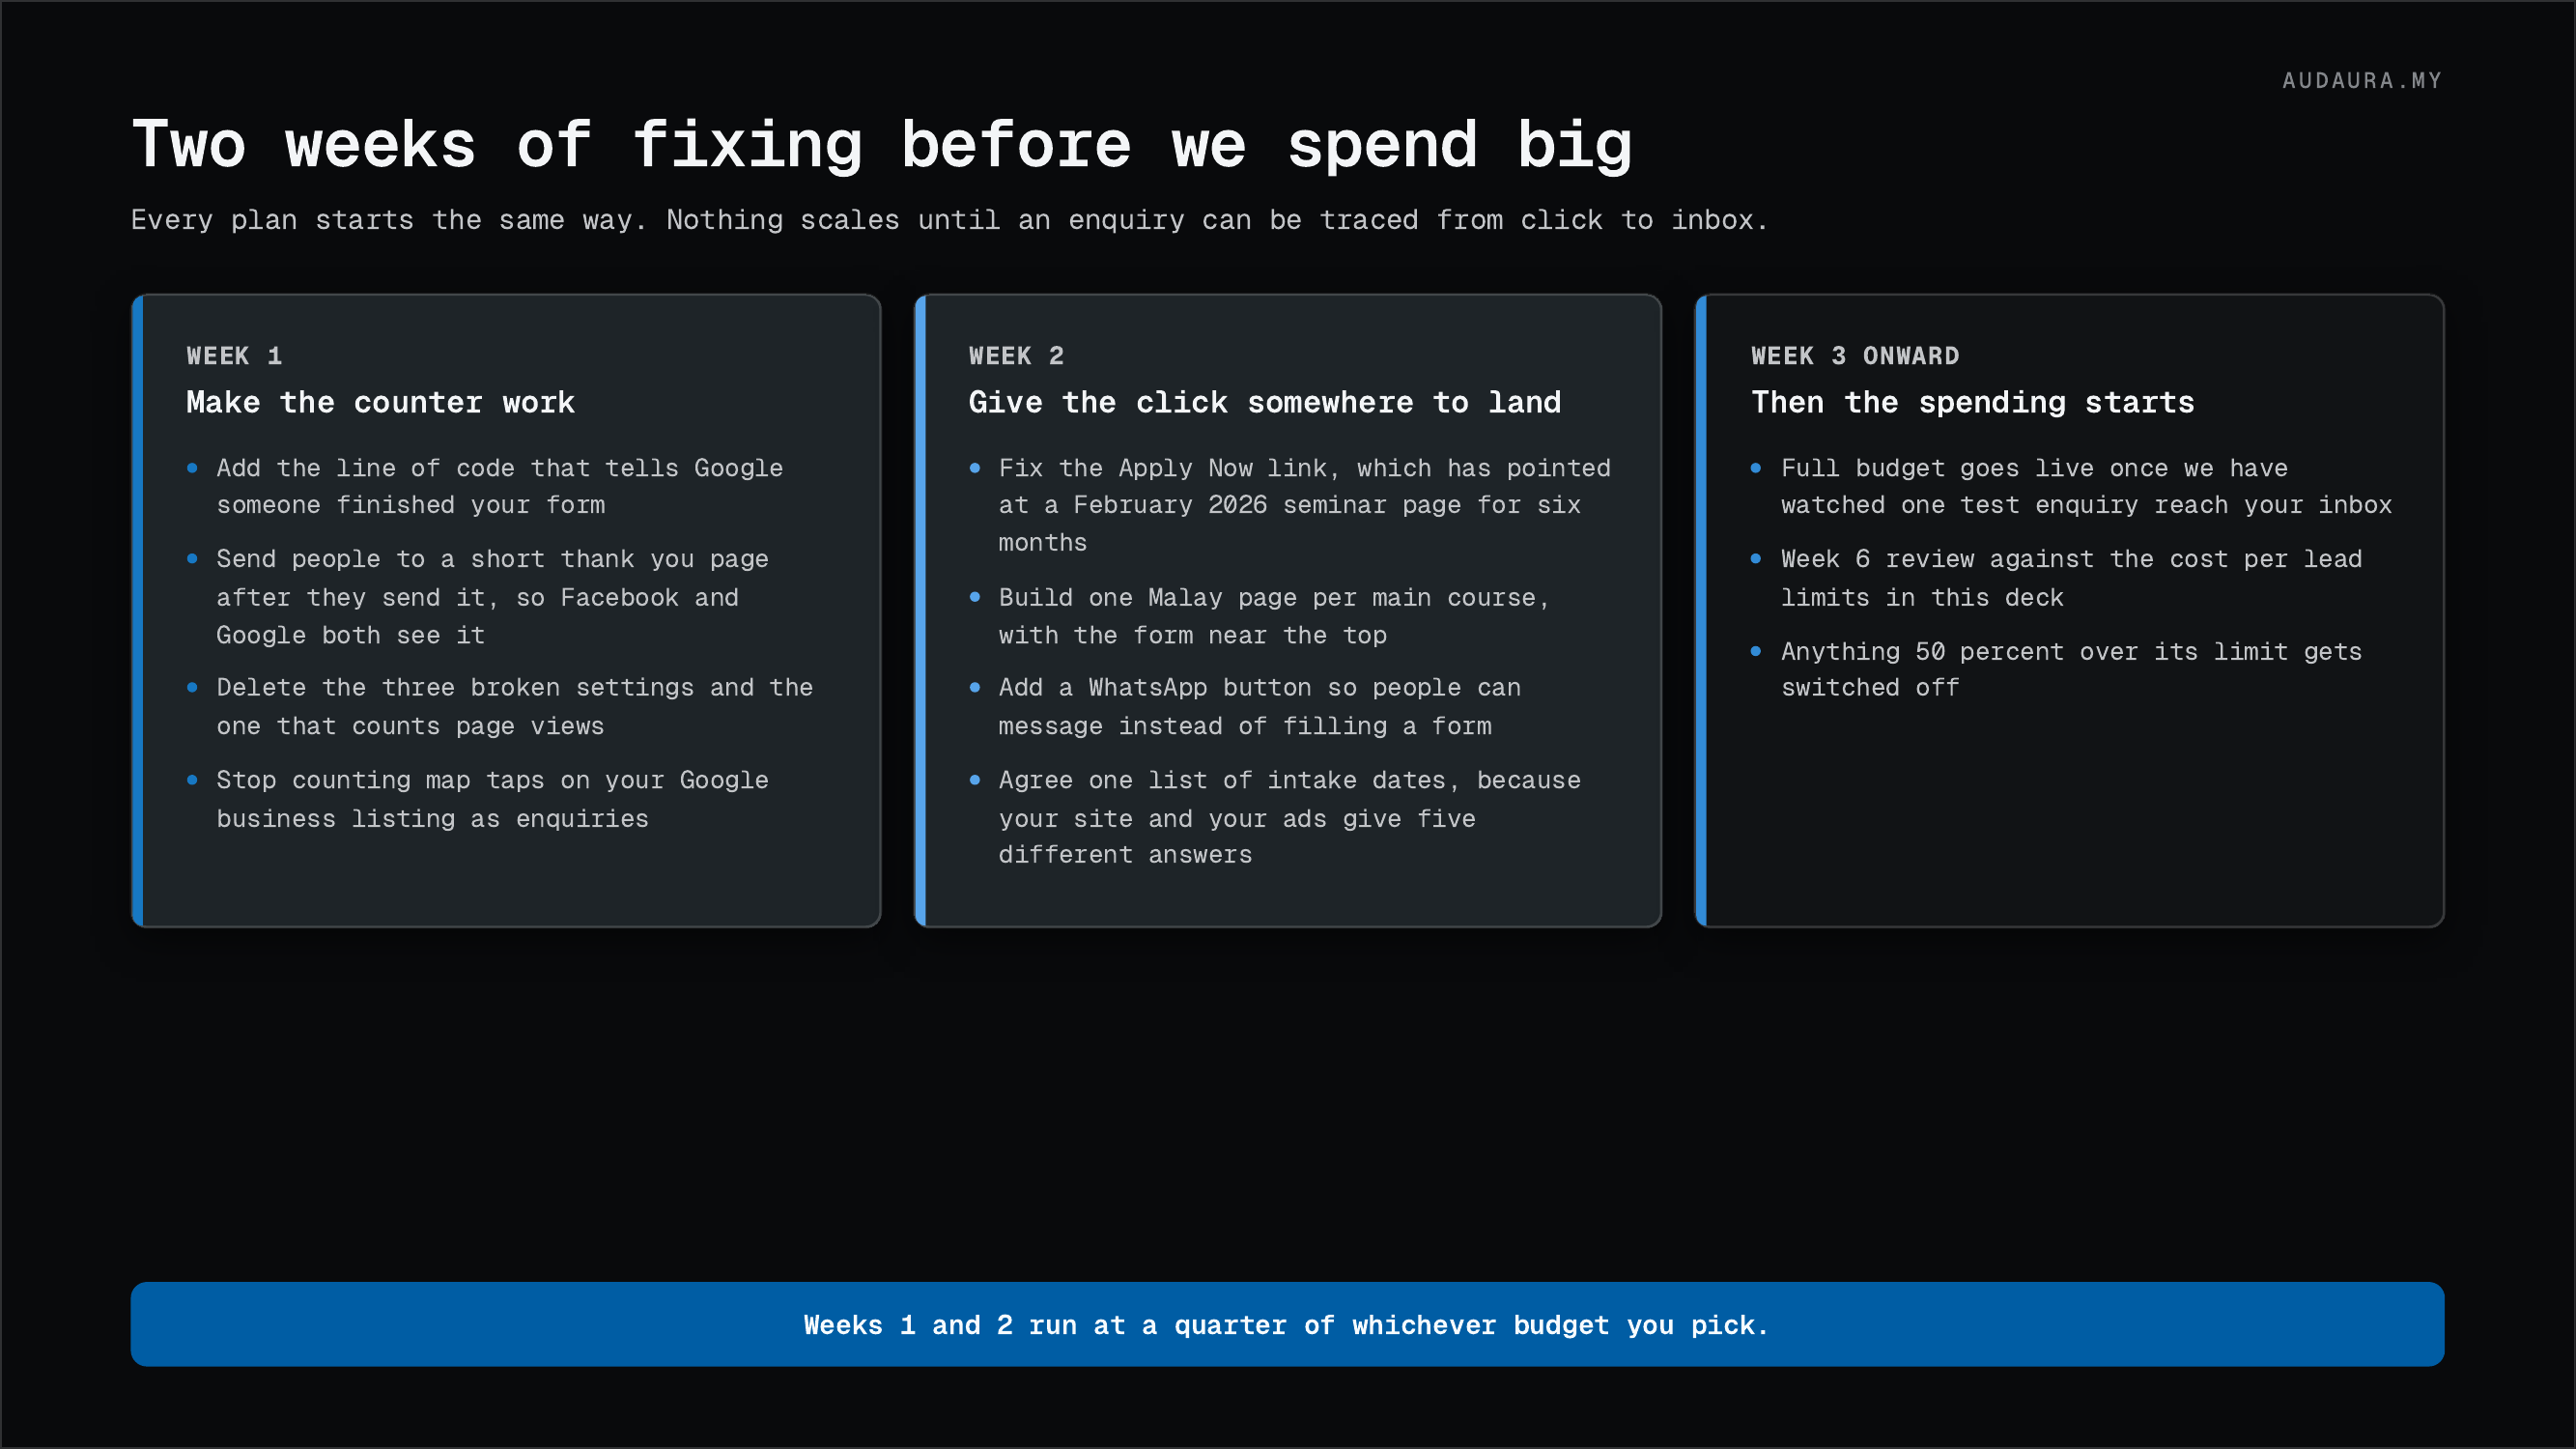 AUDAURA.MY
Two weeks of fixing before we spend big
Every plan starts the same way. Nothing scales until an enquiry can be traced from click to inbox.
WEEK 1
Make the counter work
Add the line of code that tells Google
someone finished your form
Send people to a short thank you page
after they send it, so Facebook and
Google both see it
Delete the three broken settings and the
one that counts page views
Stop counting map taps on your Google
business listing as enquiries
WEEK 2
Give the click somewhere to land
Fix the Apply Now link, which has pointed
at a February 2026 seminar page for six
months
Build one Malay page per main course,
with the form near the top
Add a WhatsApp button so people can
message instead of filling a form
Agree one list of intake dates, because
your site and your ads give five
different answers
WEEK 3 ONWARD
Then the spending starts
Full budget goes live once we have
watched one test enquiry reach your inbox
Week 6 review against the cost per lead
limits in this deck
Anything 50 percent over its limit gets
switched off
Weeks 1 and 2 run at a quarter of whichever budget you pick.